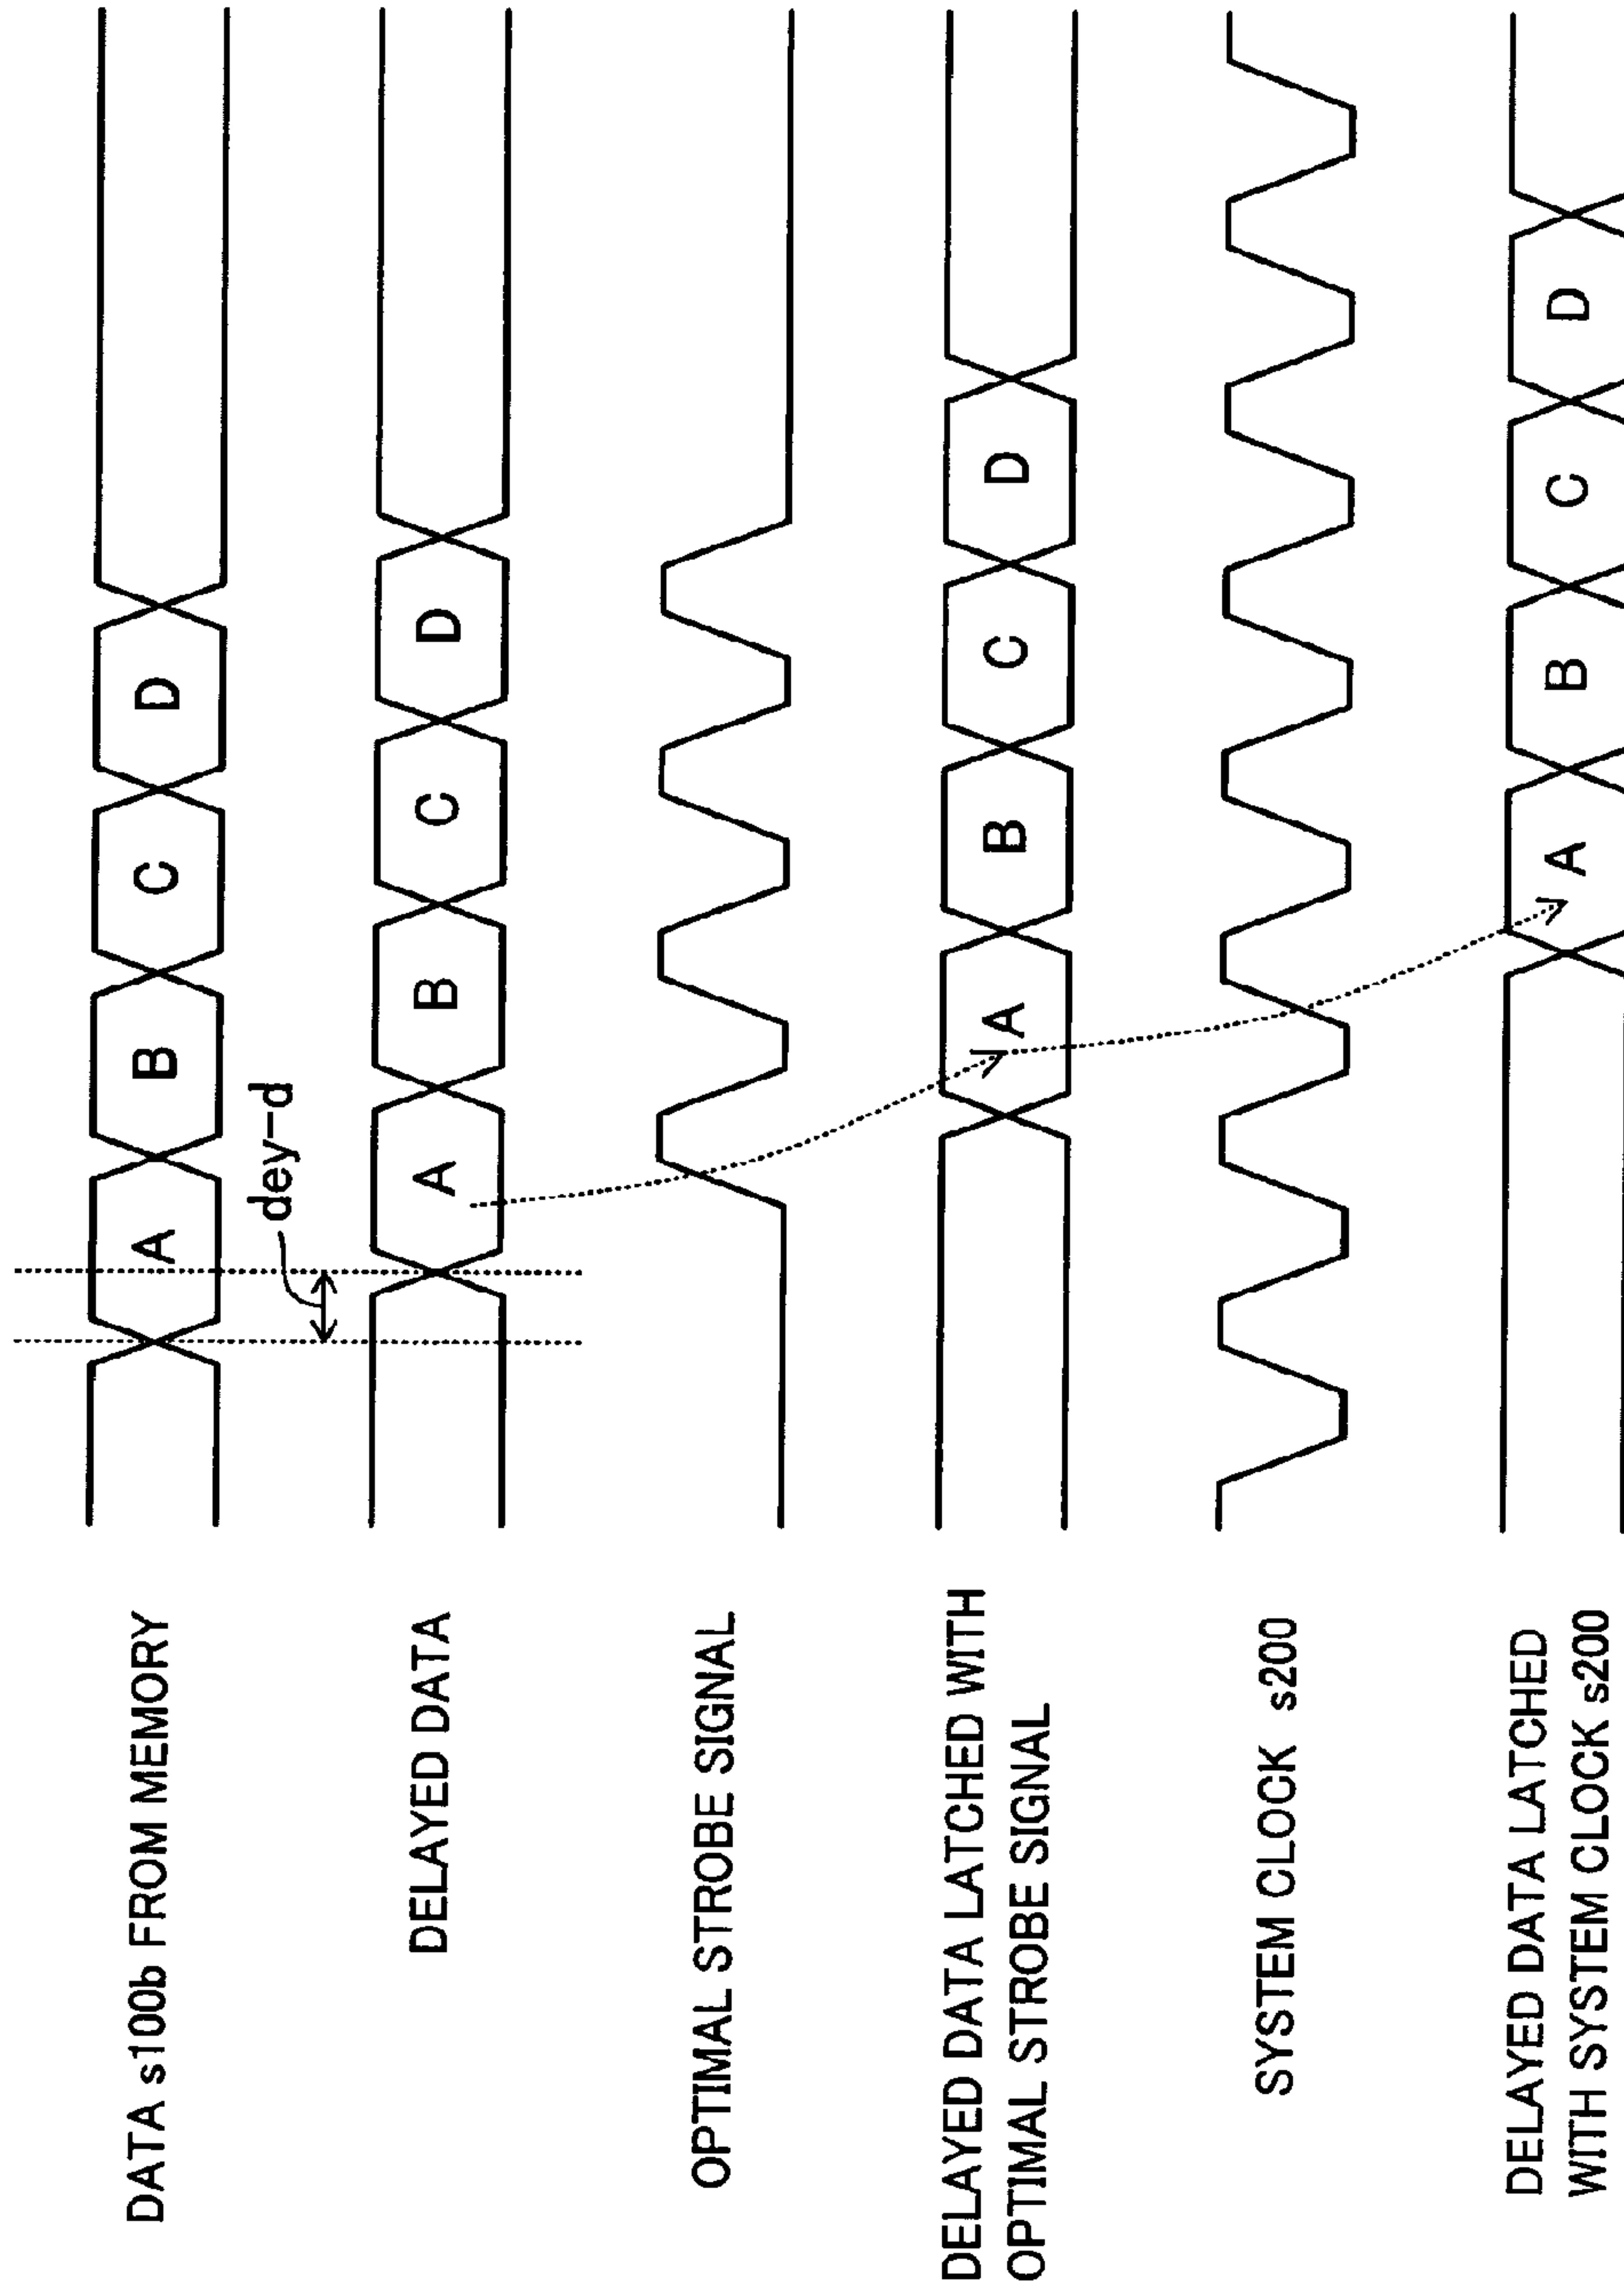 DATA s100b FROM MEMORY
A B C D
dey-d
DELAYED DATA
A B C D
OPTIMAL STROBE SIGNAL
DELAYED DATA LATCHED WITH
OPTIMAL STROBE SIGNAL
A B C D
SYSTEM CLOCK s200
DELAYED DATA LATCHED
WITH SYSTEM CLOCK s200
A B C D